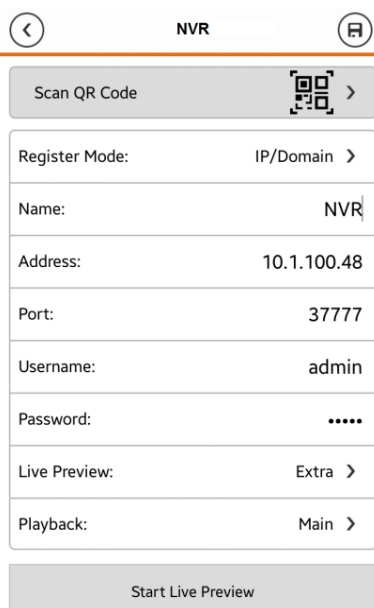 NVR
Scan QR Code
Register Mode: IP/Domain
Name: NVR
Address: 10.1.100.48
Port: 37777
Username: admin
Password: •••••
Live Preview: Extra
Playback: Main
Start Live Preview